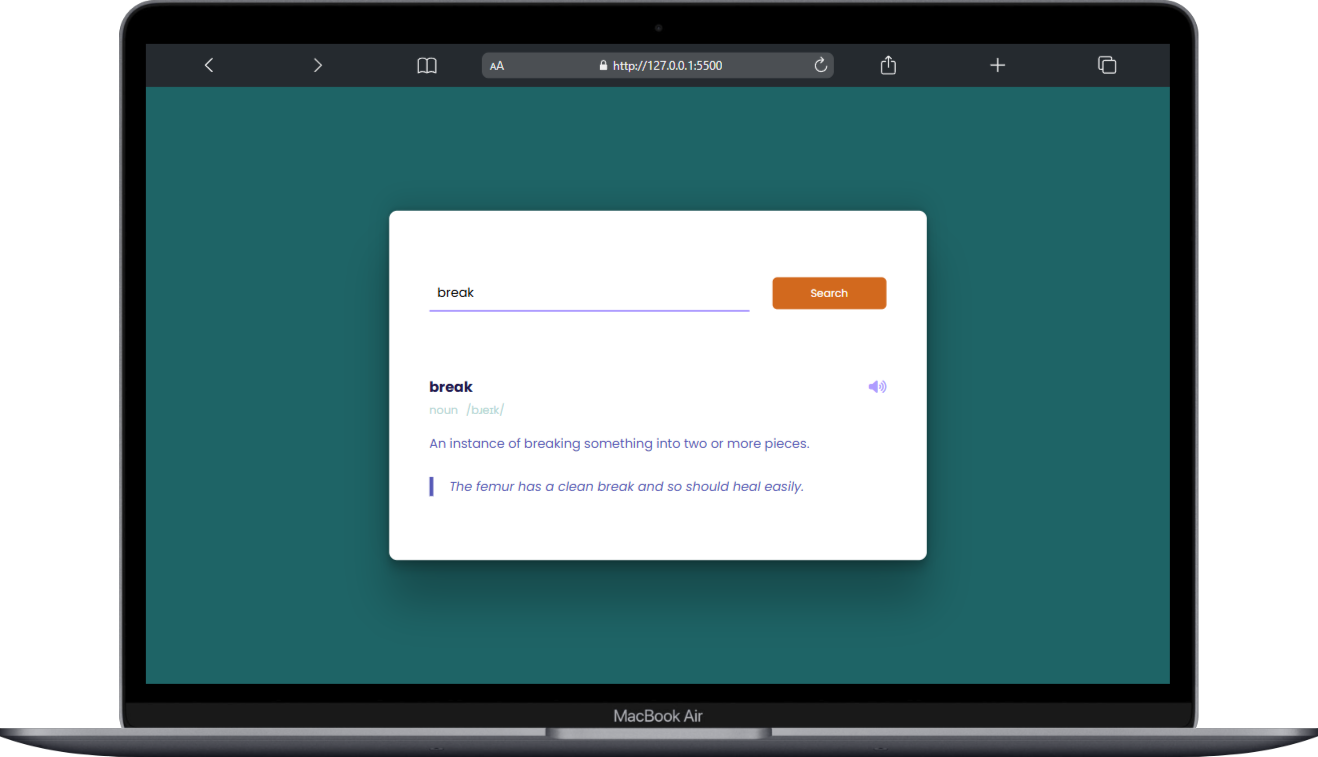 AA http://127.0.0.1:5500
break
Search
break
noun /bɹeɪk/
An instance of breaking something into two or more pieces.
The femur has a clean break and so should heal easily.
MacBook Air